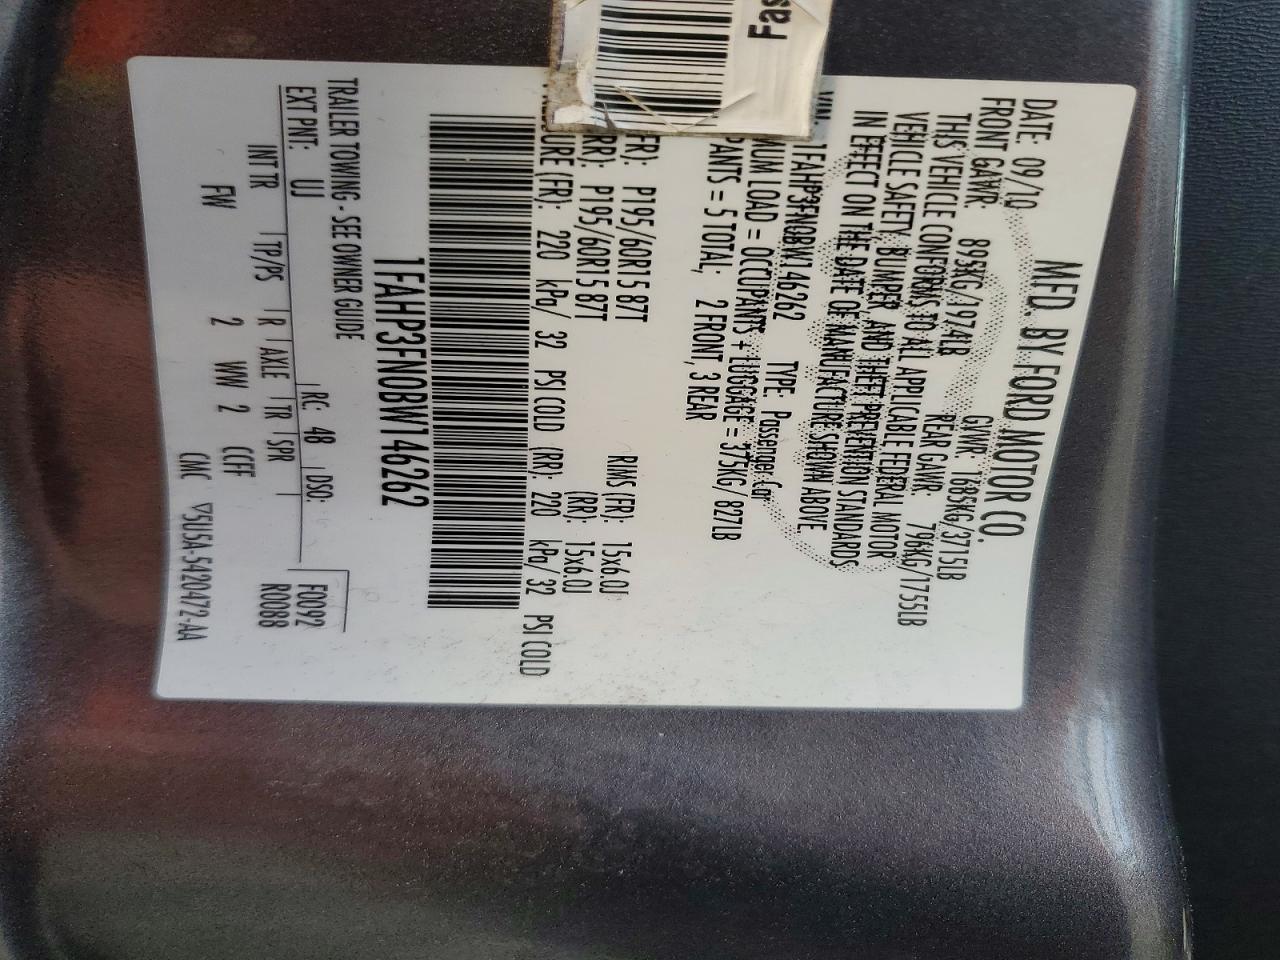 Fas
MFD. BY FORD MOTOR CO.
DATE: 09/10 GVWR: 1685KG/3715LB
FRONT GAWR: 893KG/1974LB REAR GAWR: 796KG/1755LB
THIS VEHICLE CONFORMS TO ALL APPLICABLE FEDERAL MOTOR
VEHICLE SAFETY, BUMPER, AND THEFT PREVENTION STANDARDS
IN EFFECT ON THE DATE OF MANUFACTURE SHOWN ABOVE
VIN: 1FAHP3FN0BW146262 TYPE: Passenger Car
MUM LOAD = OCCUPANTS + LUGGAGE = 375KG/ 827LB
PANTS = 5 TOTAL; 2 FRONT, 3 REAR
FR): P195/60R15 87T RIMS (FR): 15x6.0J
RR): P195/60R15 87T (RR): 15x6.0J
URE (FR): 220 kPa/ 32 PSI COLD (RR): 220 kPa/ 32 PSI COLD
1FAHP3FN0BW146262
TRAILER TOWING - SEE OWNER GUIDE
EXT PNT: UJ RC: 48 DSO: F0092
R0088
INT TR TP/PS R AXLE TR SPR
FW 2 WW 2 CCFF
CMC ▽5U5A-5420472-AA